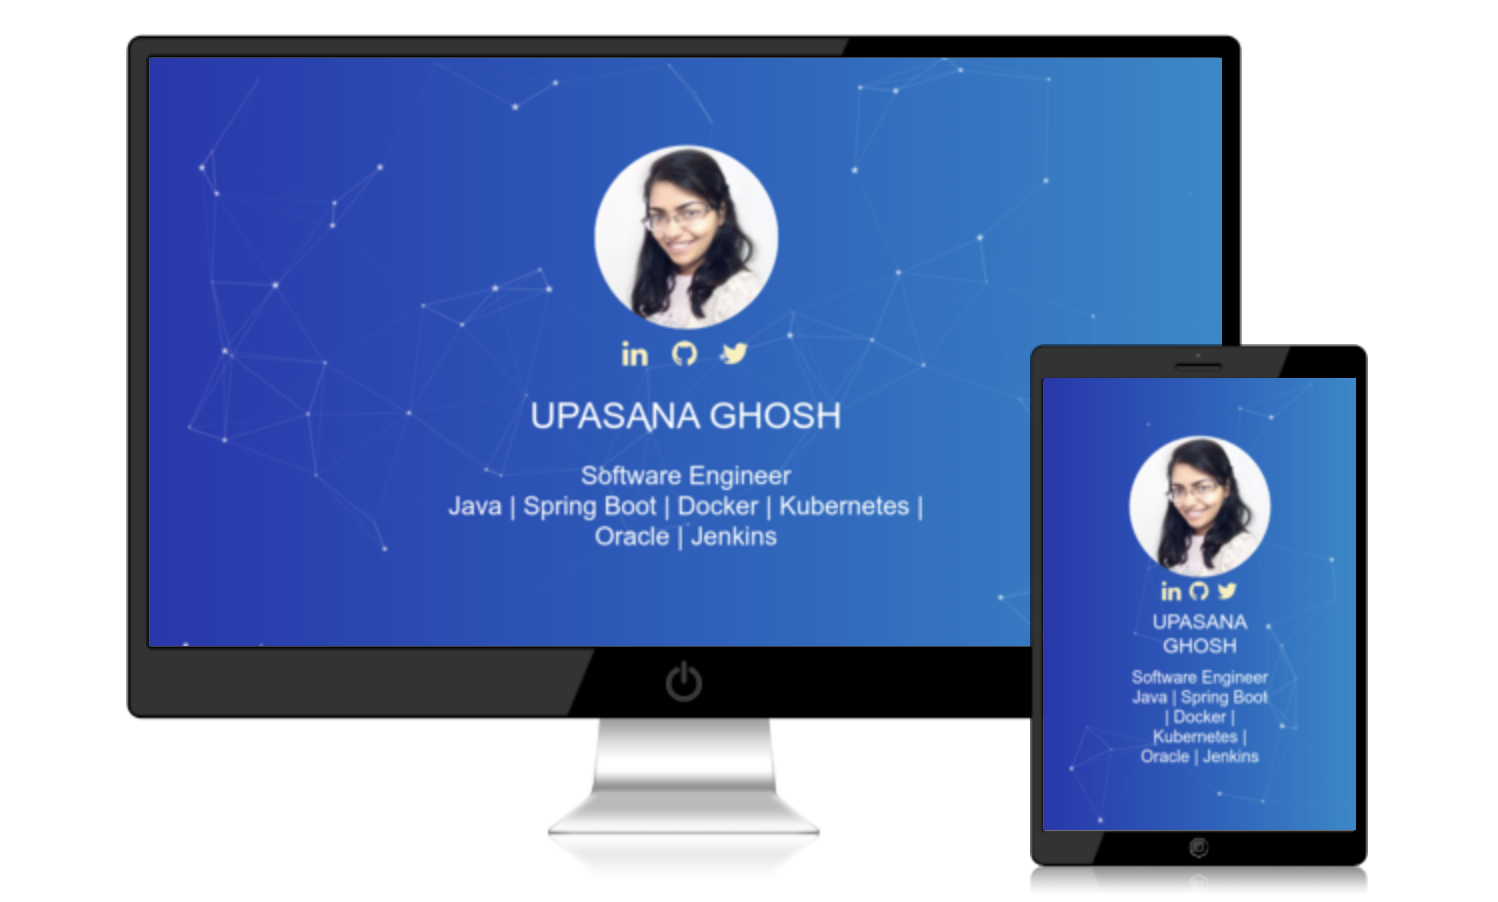 in
UPASANA GHOSH
Software Engineer
Java | Spring Boot | Docker | Kubernetes |
Oracle | Jenkins
in
UPASANA
GHOSH
Software Engineer
Java | Spring Boot
| Docker |
Kubernetes |
Oracle | Jenkins